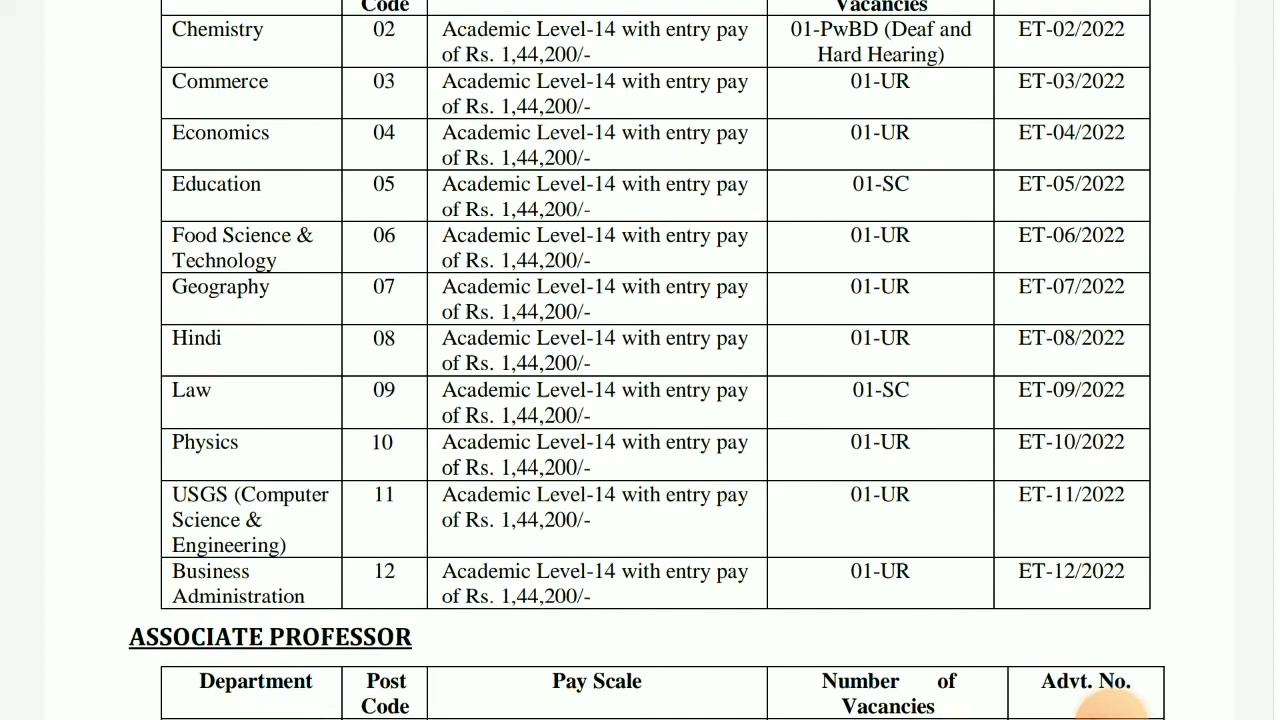 Code Vacancies
Chemistry 02 Academic Level-14 with entry pay 01-PwBD (Deaf and ET-02/2022
of Rs. 1,44,200/- Hard Hearing)
Commerce 03 Academic Level-14 with entry pay 01-UR ET-03/2022
of Rs. 1,44,200/-
Economics 04 Academic Level-14 with entry pay 01-UR ET-04/2022
of Rs. 1,44,200/-
Education 05 Academic Level-14 with entry pay 01-SC ET-05/2022
of Rs. 1,44,200/-
Food Science & 06 Academic Level-14 with entry pay 01-UR ET-06/2022
Technology of Rs. 1,44,200/-
Geography 07 Academic Level-14 with entry pay 01-UR ET-07/2022
of Rs. 1,44,200/-
Hindi 08 Academic Level-14 with entry pay 01-UR ET-08/2022
of Rs. 1,44,200/-
Law 09 Academic Level-14 with entry pay 01-SC ET-09/2022
of Rs. 1,44,200/-
Physics 10 Academic Level-14 with entry pay 01-UR ET-10/2022
of Rs. 1,44,200/-
USGS (Computer 11 Academic Level-14 with entry pay 01-UR ET-11/2022
Science & of Rs. 1,44,200/-
Engineering)
Business 12 Academic Level-14 with entry pay 01-UR ET-12/2022
Administration of Rs. 1,44,200/-
ASSOCIATE PROFESSOR
Department Post Pay Scale Number of Advt. No.
Code Vacancies